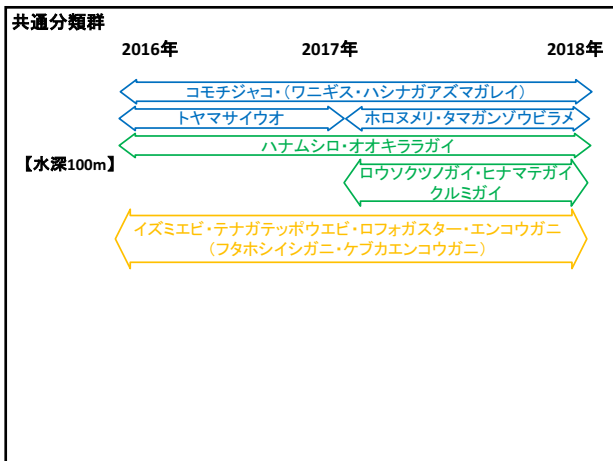 共通分類群
2016年 2017年 2018年
コモチジャコ・(ワニギス・ハシナガアズマガレイ)
トヤマサイウオ ホロヌメリ・タマガンゾウビラメ
ハナムシロ・オオキララガイ
【水深100m】
ロウソクツノガイ・ヒナマテガイ
クルミガイ
イズミエビ・テナガテッポウエビ・ロフォガスター・エンコウガニ
(フタホシイシガニ・ケブカエンコウガニ)